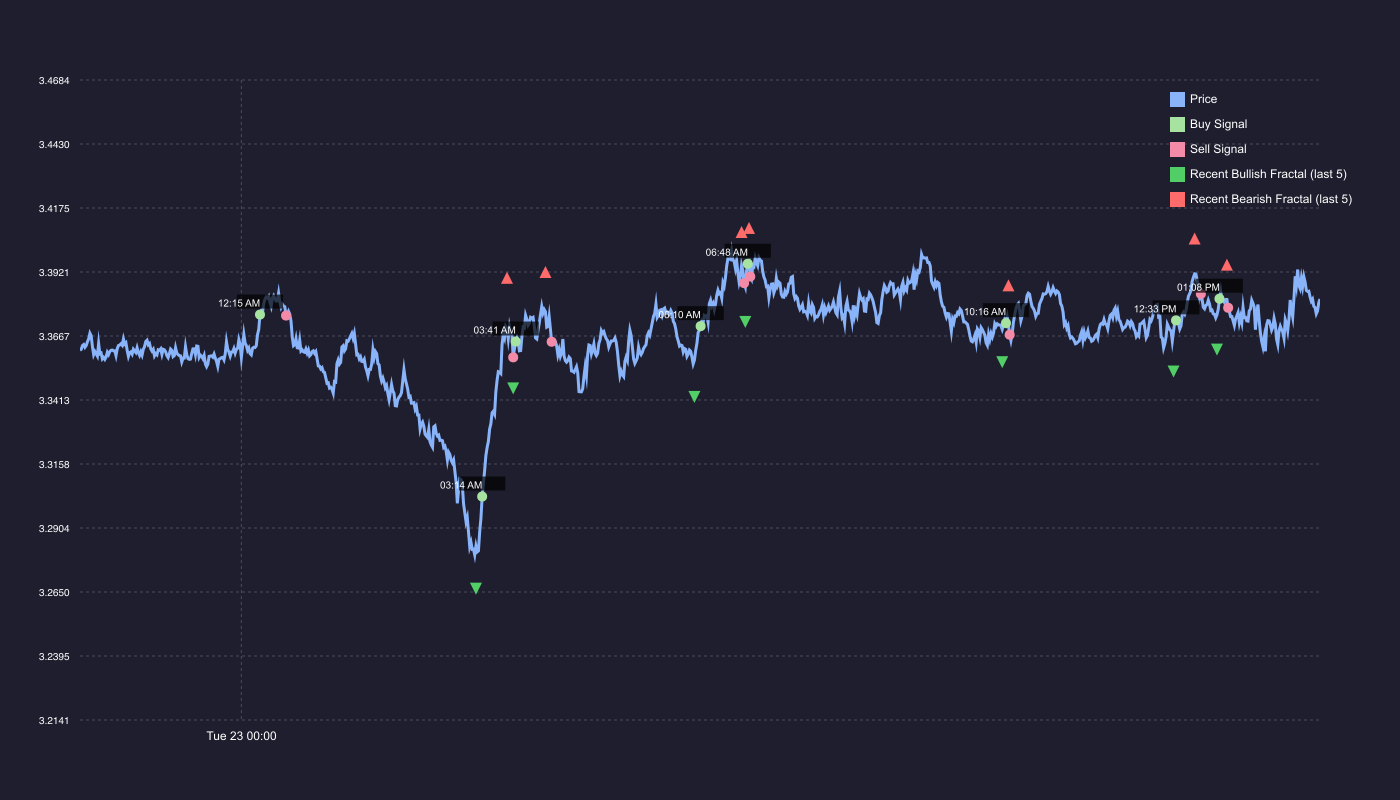 3.4684
3.4430
3.4175
3.3921
3.3667
3.3413
3.3158
3.2904
3.2650
3.2395
3.2141
Tue 23 00:00
12:15 AM
03:14 AM
03:41 AM
06:10 AM
06:48 AM
10:16 AM
12:33 PM
01:08 PM
Price
Buy Signal
Sell Signal
Recent Bullish Fractal (last 5)
Recent Bearish Fractal (last 5)